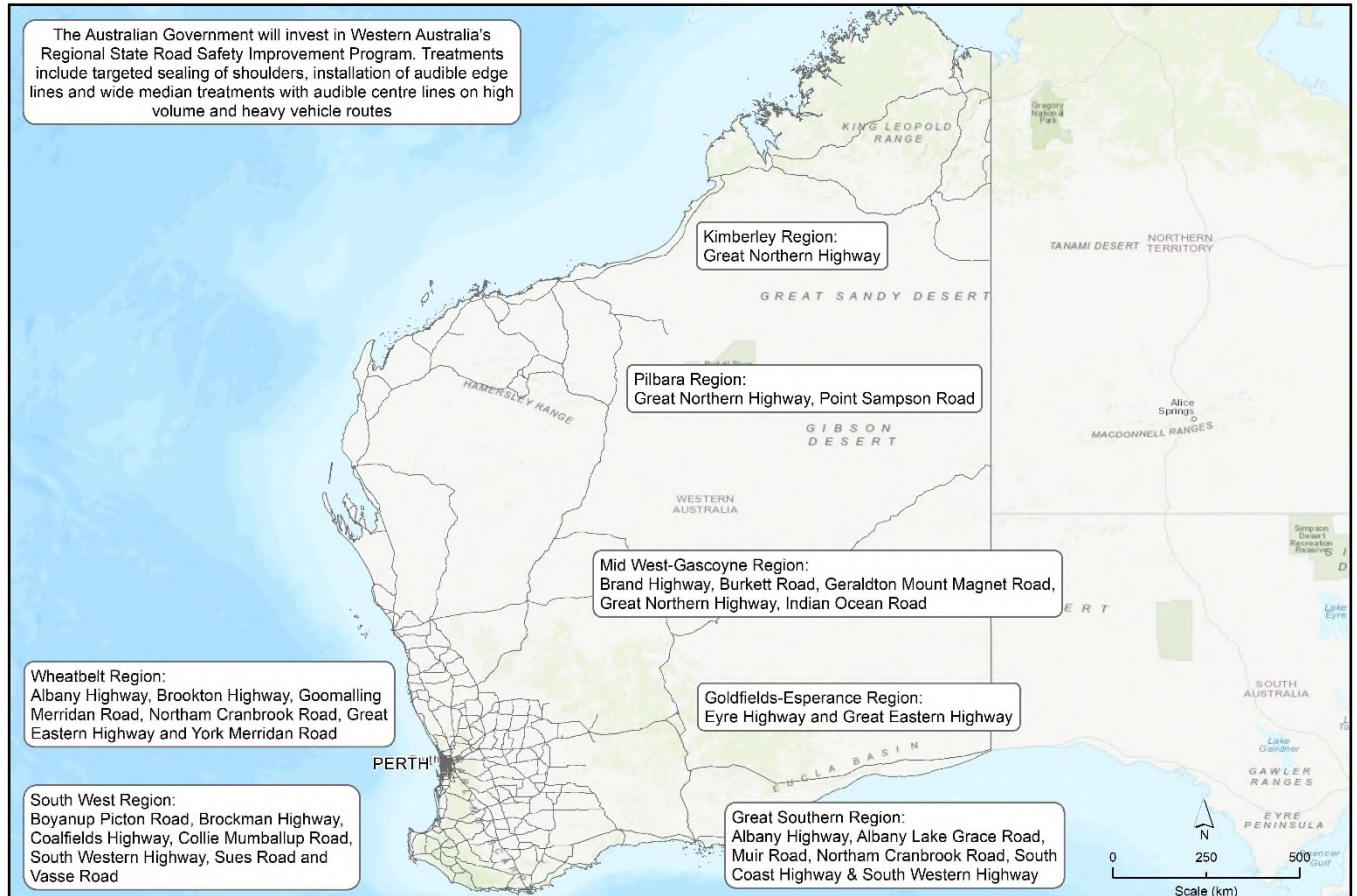 The Australian Government will invest in Western Australia's
Regional State Road Safety Improvement Program. Treatments
include targeted sealing of shoulders, installation of audible edge
lines and wide median treatments with audible centre lines on high
volume and heavy vehicle routes
Gregory
National
Park
KING LEOPOLD
RANGE
Kimberley Region:
Great Northern Highway
TANAMI DESERT
NORTHERN
TERRITORY
GREAT SANDY DESERT
Pilbara Region:
Great Northern Highway, Point Sampson Road
HAMERSLEY RANGE
Alice
Springs
MACDONNELL RANGES
GIBSON
DESERT
WESTERN
AUSTRALIA
Simpson
Desert
Recreation
Reserve
Mid West-Gascoyne Region:
Brand Highway, Burkett Road, Geraldton Mount Magnet Road,
Great Northern Highway, Indian Ocean Road
ERT
Lake
Eyre
Wheatbelt Region:
Albany Highway, Brookton Highway, Goomalling
Merridan Road, Northam Cranbrook Road, Great
Eastern Highway and York Merridan Road
Goldfields-Esperance Region:
Eyre Highway and Great Eastern Highway
SOUTH
AUSTRALIA
PERTH
EUCLA BASIN
Lake
Gairdner
GAWLER
RANGES
South West Region:
Boyanup Picton Road, Brockman Highway,
Coalfields Highway, Collie Mumballup Road,
South Western Highway, Sues Road and
Vasse Road
Great Southern Region:
Albany Highway, Albany Lake Grace Road,
Muir Road, Northam Cranbrook Road, South
Coast Highway & South Western Highway
EYRE
PENINSULA
N
Spencer
Gulf
0 250 500
Scale (km)